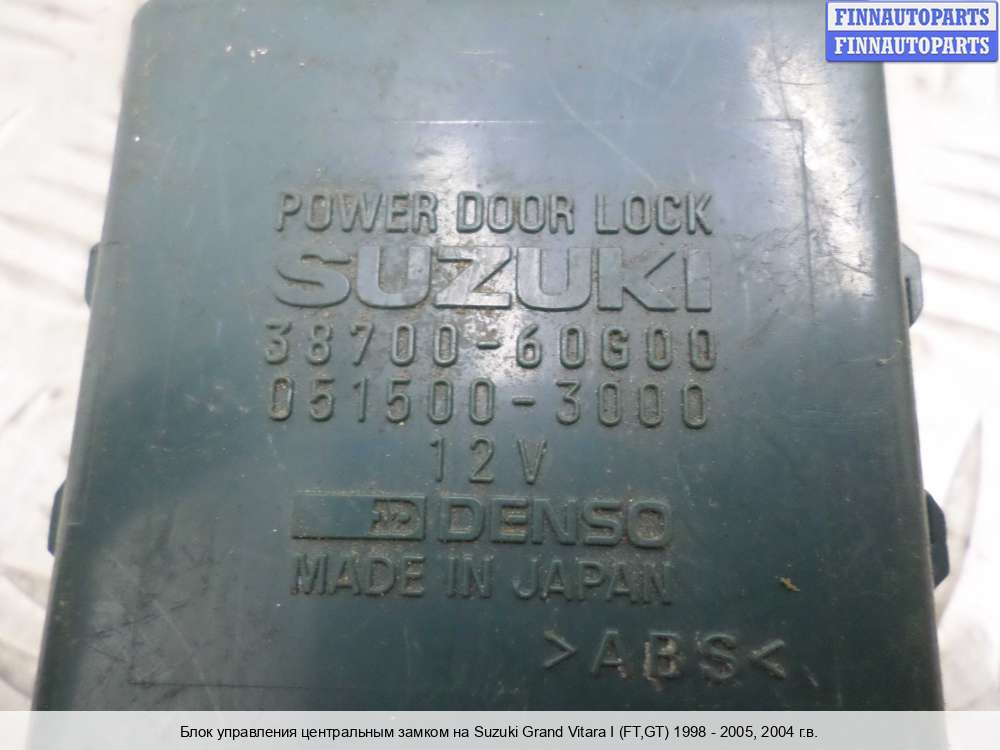 FINNAUTOPARTS
FINNAUTOPARTS
POWER DOOR LOCK
SUZUKI
38700-60G00
051500-3000
12V
DENSO
MADE IN JAPAN
>ABS<
Блок управления центральным замком на Suzuki Grand Vitara I (FT,GT) 1998 - 2005, 2004 г.в.